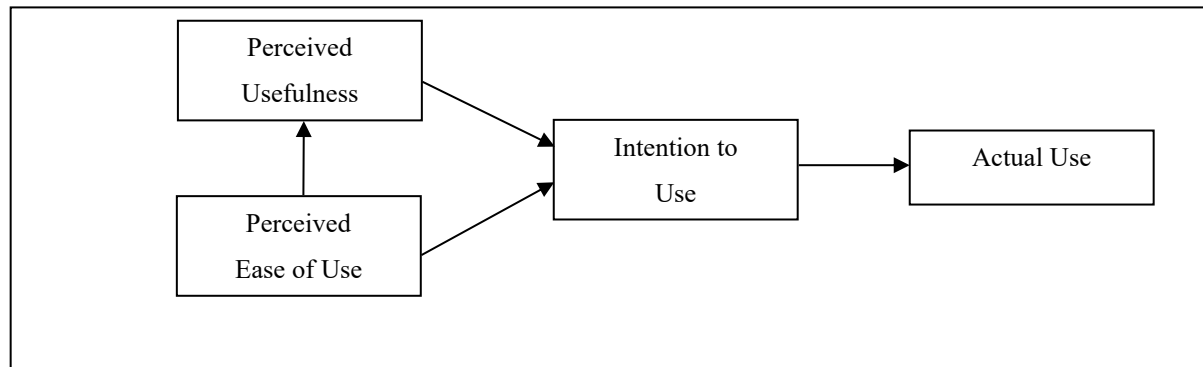 Perceived
Usefulness
Perceived
Ease of Use
Intention to
Use
Actual Use